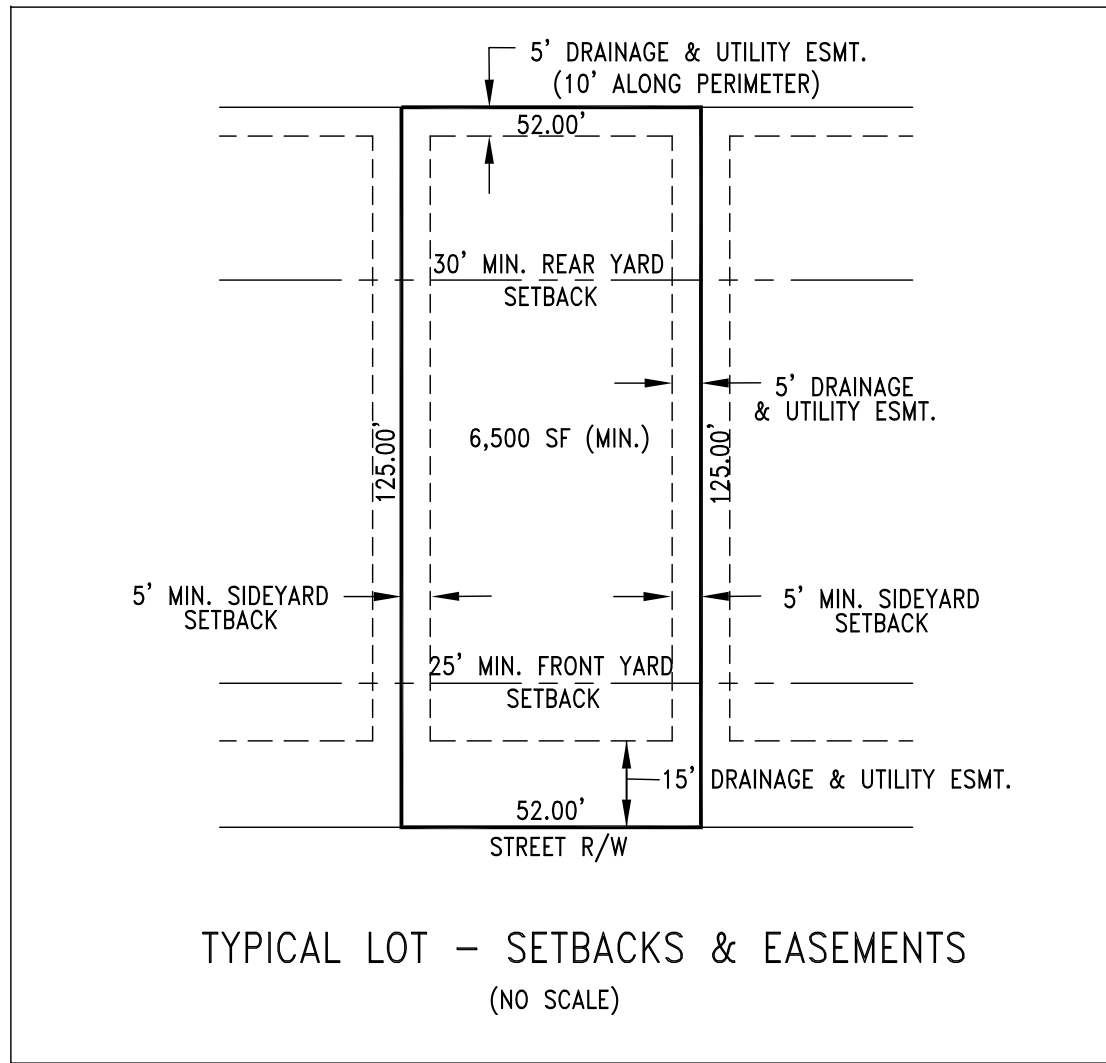 5' DRAINAGE & UTILITY ESMT.
(10' ALONG PERIMETER)
52.00'
30' MIN. REAR YARD
SETBACK
5' DRAINAGE
& UTILITY ESMT.
6,500 SF (MIN.)
125.00'
125.00'
5' MIN. SIDEYARD
SETBACK
5' MIN. SIDEYARD
SETBACK
25' MIN. FRONT YARD
SETBACK
15' DRAINAGE & UTILITY ESMT.
52.00'
STREET R/W
TYPICAL LOT - SETBACKS & EASEMENTS
(NO SCALE)